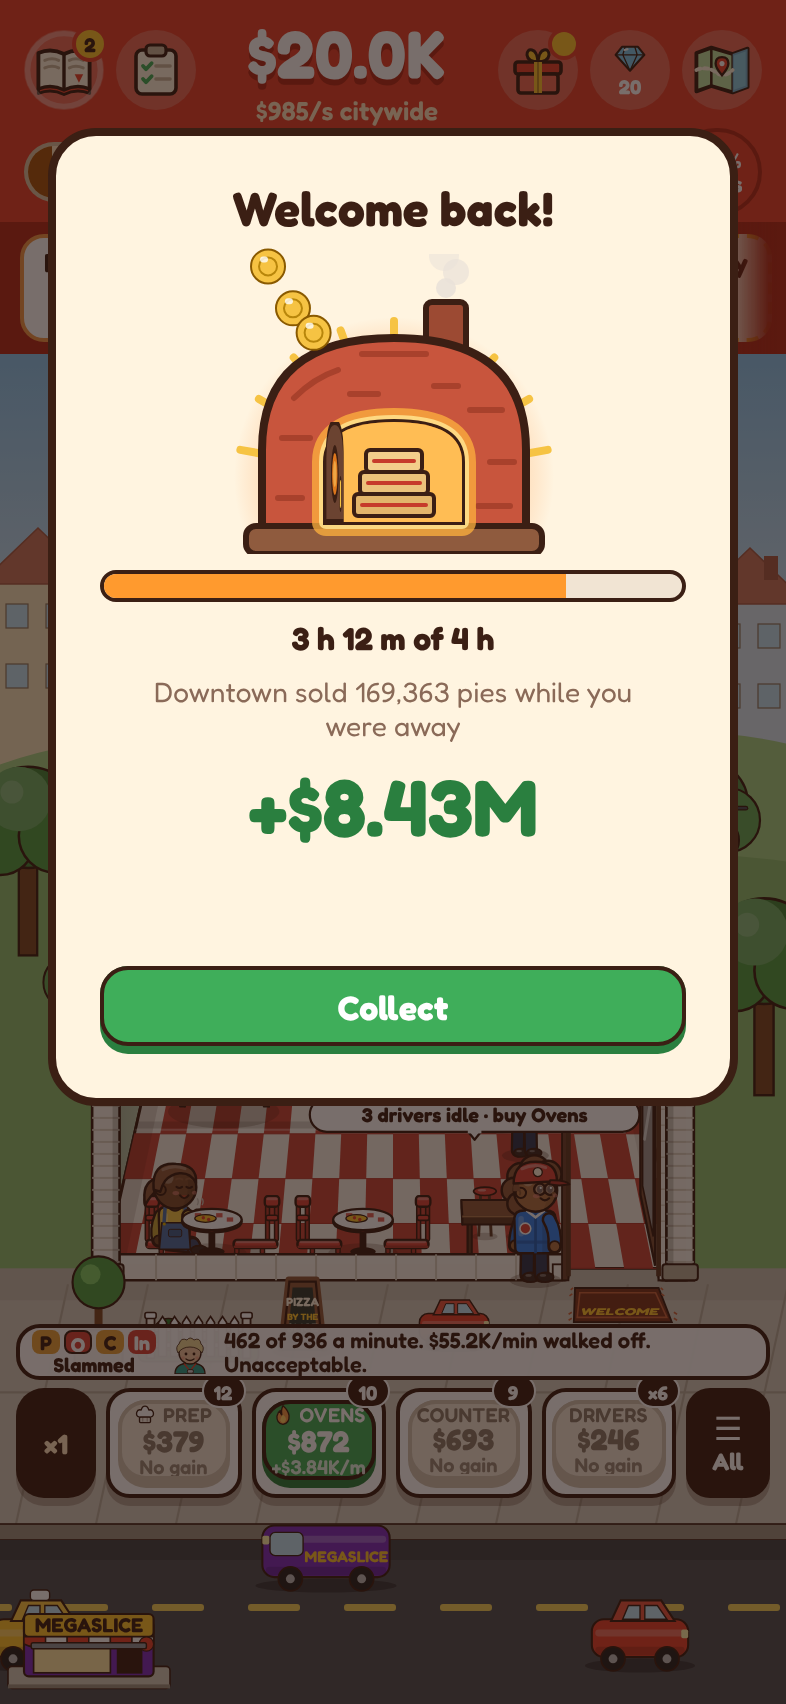 2
$20.0K
20
$985/s citywide
Welcome back!
3 h 12 m of 4 h
Downtown sold 169,363 pies while you
were away
+$8.43M
Collect
3 drivers idle · buy Ovens
PIZZA
BY THE
WELCOME
P O C In
Slammed
462 of 936 a minute. $55.2K/min walked off.
Unacceptable.
x1
12
PREP
$379
No gain
10
OVENS
$872
+$3.84K/m
9
COUNTER
$693
No gain
x6
DRIVERS
$246
No gain
All
MEGASLICE
MEGASLICE